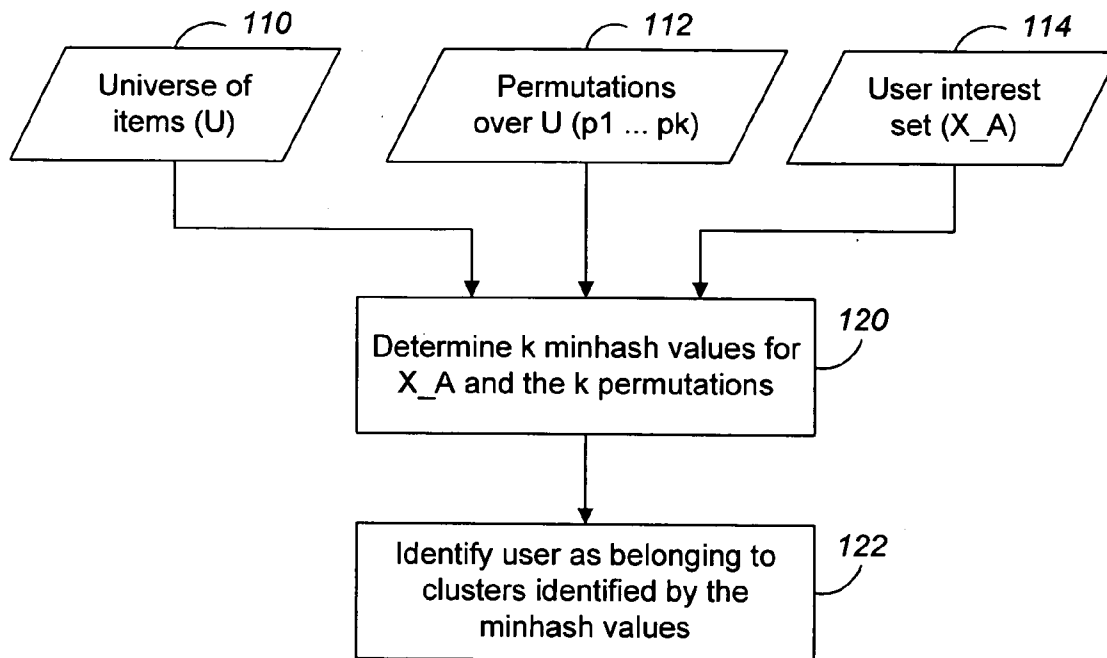 110
112
114
Universe of
items (U)
Permutations
over U (p1 ... pk)
User interest
set (X_A)
120
Determine k minhash values for
X_A and the k permutations
122
Identify user as belonging to
clusters identified by the
minhash values